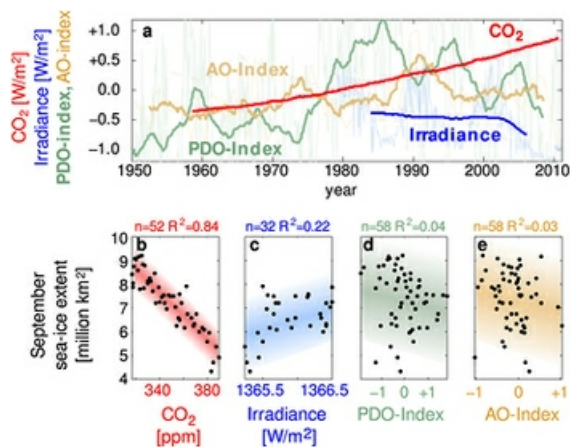 CO2 [W/m2]
Irradiance [W/m2]
PDO-index, AO-index
+1.0
+0.5
0.0
−0.5
−1.0
a
CO2
AO-Index
PDO-Index
Irradiance
1950 1960 1970 1980 1990 2000 2010
year
n=52 R2=0.84 n=32 R2=0.22 n=58 R2=0.04 n=58 R2=0.03
September
sea-ice extent
[million km2]
10
9
8
7
6
5
4
b c d e
340 380 1365.5 1366.5 −1 0 +1 −1 0 +1
CO2 Irradiance PDO-Index AO-Index
[ppm] [W/m2]